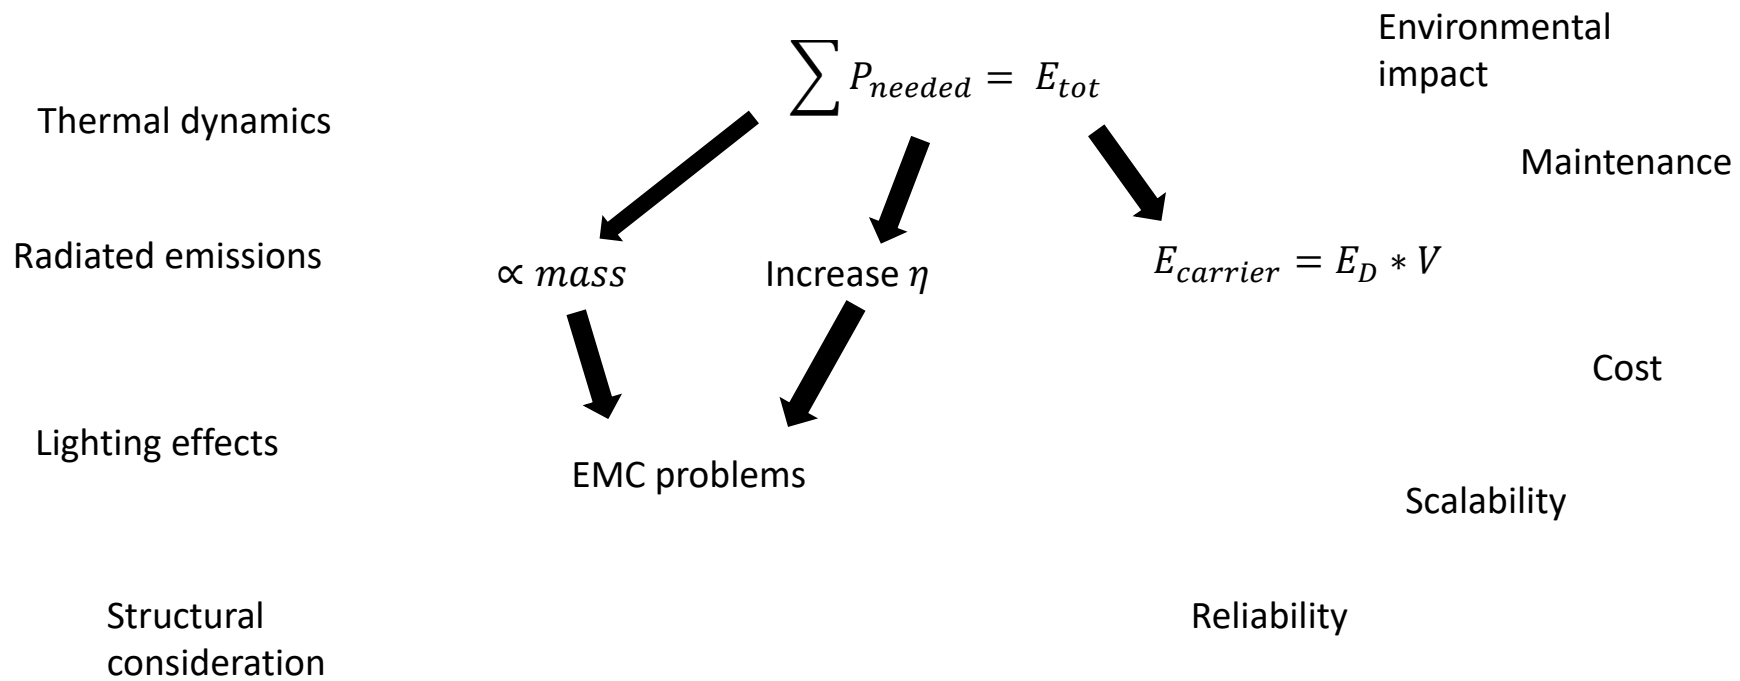 Environmental
impact
∑ P_needed = E_tot
Thermal dynamics
Maintenance
Radiated emissions
∝ mass
Increase η
E_carrier = E_D * V
Cost
Lighting effects
EMC problems
Scalability
Structural
consideration
Reliability